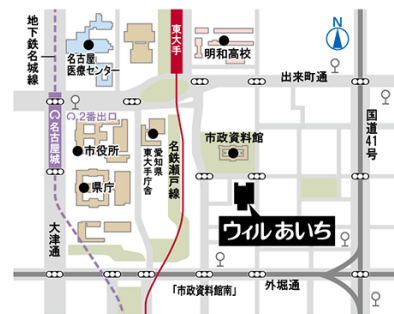 地下鉄名城線
名古屋
医療センター
東大手
明和高校
N
出来町通
2番出口
名古屋城
市役所
県庁
愛知県
東大手庁舎
名鉄瀬戸線
市政資料館
国道41号
ウィルあいち
大津通
「市政資料館南」
外堀通